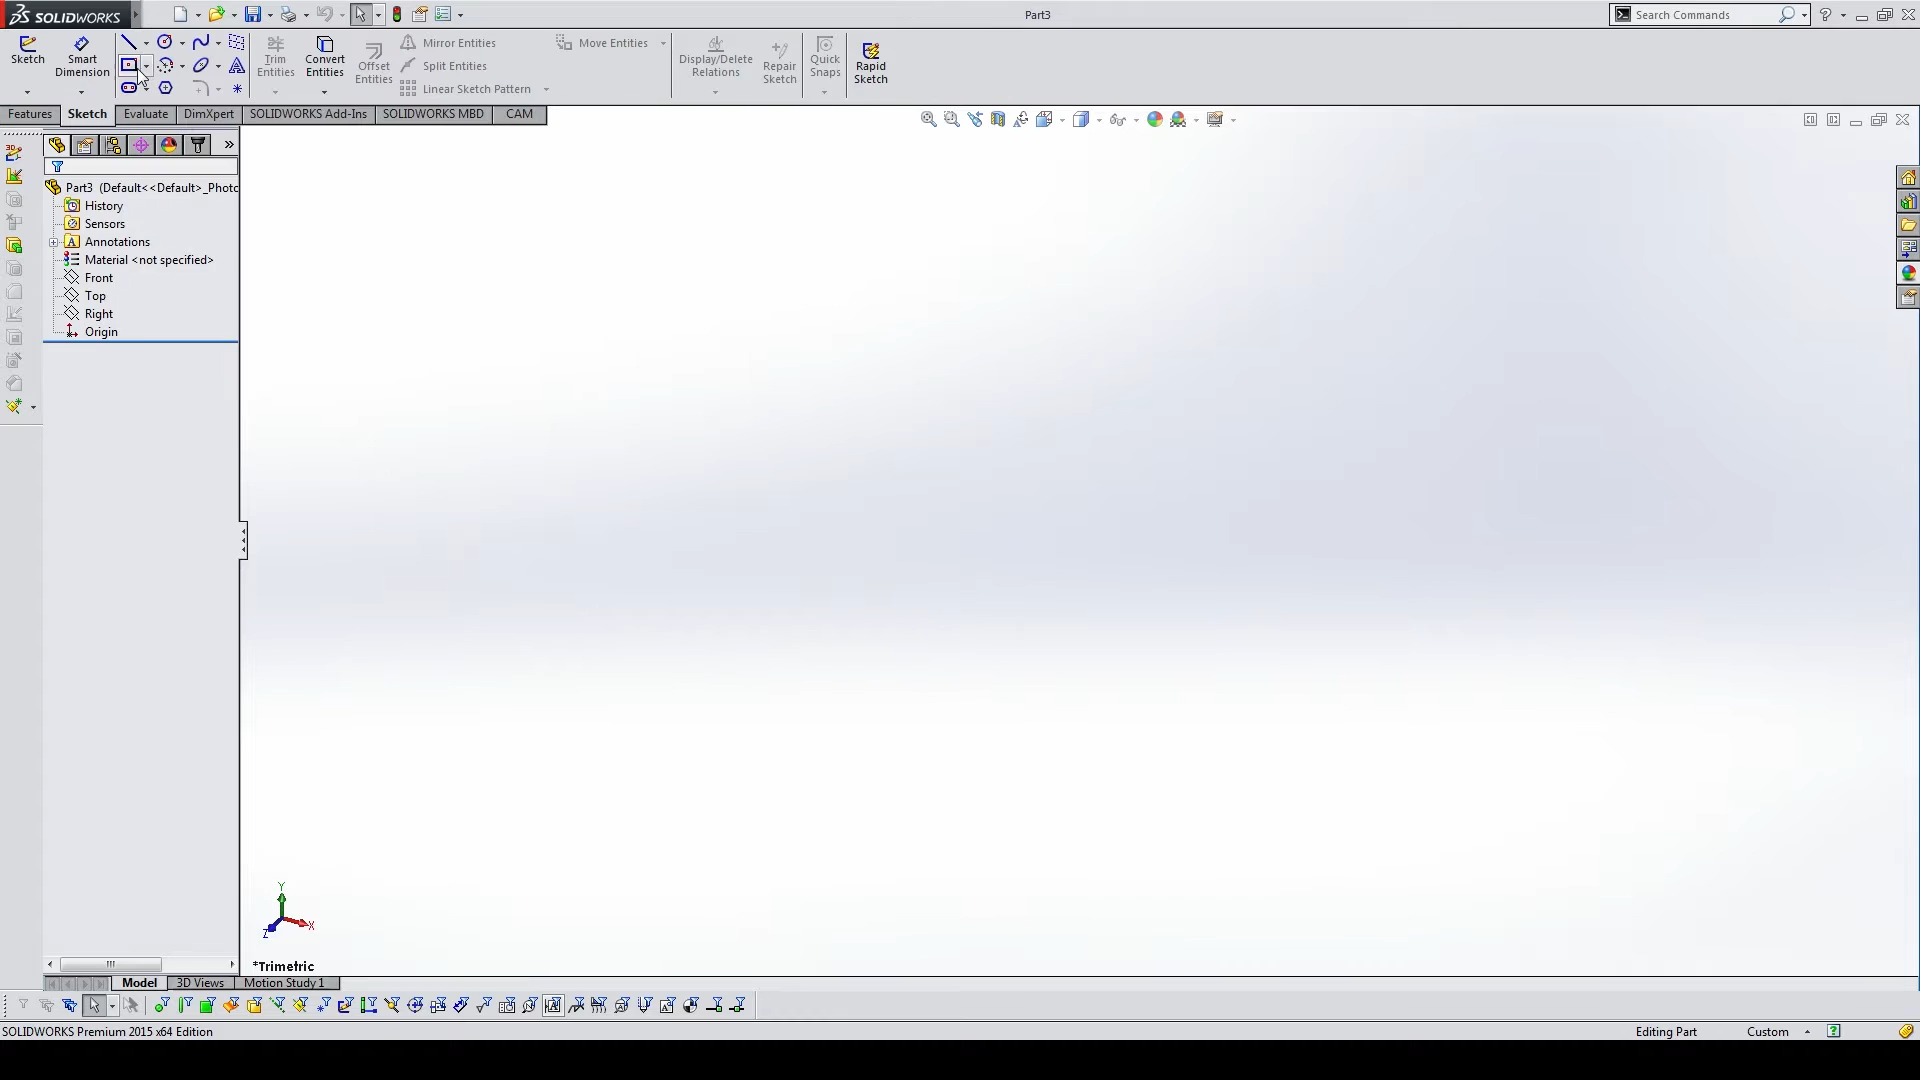 SOLIDWORKS
Part3
Search Commands
Sketch
Smart Dimension
Trim Entities
Convert Entities
Offset Entities
Mirror Entities
Split Entities
Linear Sketch Pattern
Move Entities
Display/Delete Relations
Repair Sketch
Quick Snaps
Rapid Sketch
Features
Sketch
Evaluate
DimXpert
SOLIDWORKS Add-Ins
SOLIDWORKS MBD
CAM
Part3 (Default<<Default>_Photo
History
Sensors
Annotations
Material <not specified>
Front
Top
Right
Origin
Y
X
Z
*Trimetric
Model
3D Views
Motion Study 1
SOLIDWORKS Premium 2015 x64 Edition
Editing Part
Custom